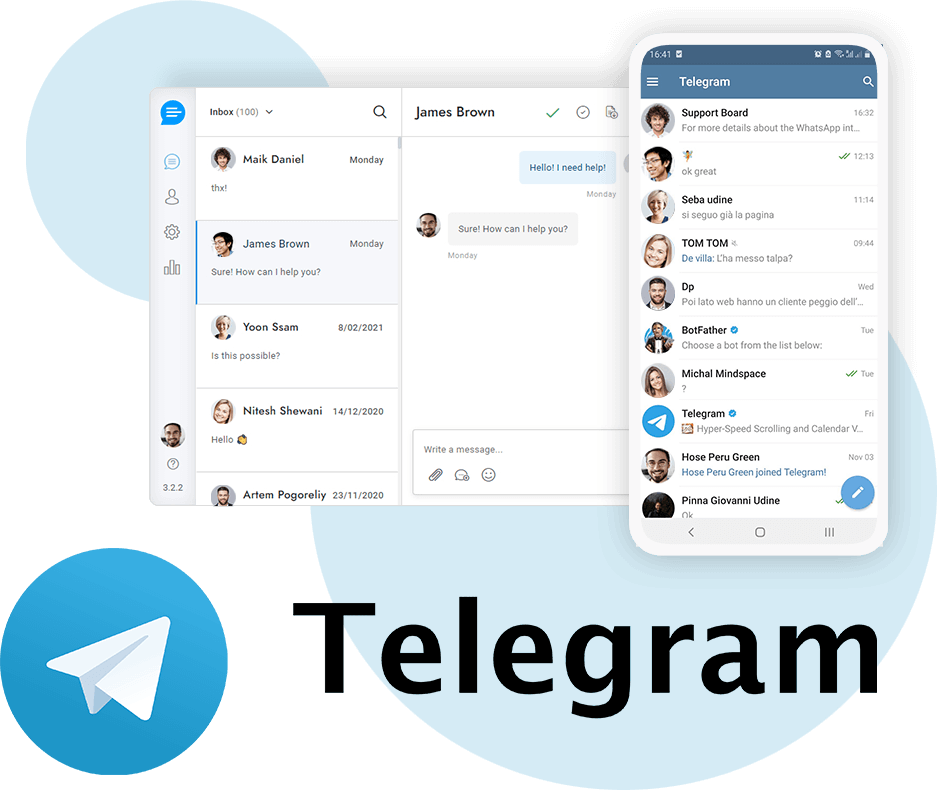 Inbox (100)
Maik Daniel
Monday
thx!
James Brown
Monday
Sure! How can I help you?
Yoon Ssam
8/02/2021
Is this possible?
Nitesh Shewani
14/12/2020
Hello 👋
Artem Pogoreliy
23/11/2020
3.2.2
James Brown
Hello! I need help!
Monday
Sure! How can I help you?
Monday
Write a message...
16:41
Telegram
Support Board
16:32
For more details about the WhatsApp int...
12:13
ok great
Seba udine
11:14
si seguo già la pagina
TOM TOM
09:44
De villa: L'ha messo talpa?
Dp
Wed
Poi lato web hanno un cliente peggio dell'...
BotFather
Tue
Choose a bot from the list below:
Michal Mindspace
Tue
?
Telegram
Fri
Hyper-Speed Scrolling and Calendar V...
Hose Peru Green
Nov 03
Hose Peru Green joined Telegram!
Pinna Giovanni Udine
Ok
Telegram